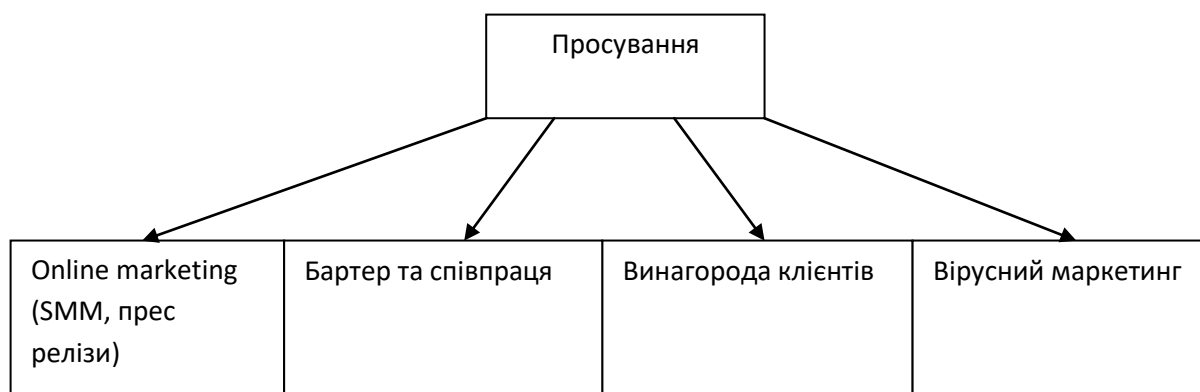 Просування
Online marketing
(SMM, прес
релізи)
Бартер та співпраця
Винагорода клієнтів
Вірусний маркетинг